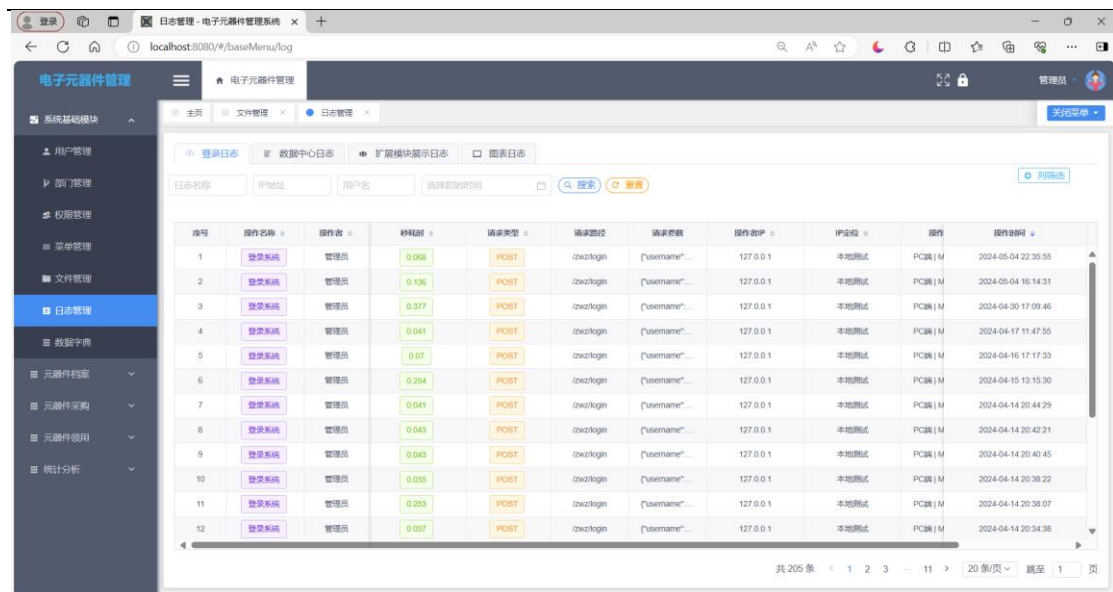 登录
日志管理 - 电子元器件管理系统
localhost:8080/#/baseMenu/log
电子元器件管理
电子元器件管理
管理员
系统基础模块
主页 文件管理 日志管理
关闭菜单
用户管理
部门管理
权限管理
菜单管理
文件管理
日志管理
数据字典
元器件档案
元器件采购
元器件领用
统计分析
登录日志 数据中心日志 扩展模块展示日志 图表日志
日志名称 IP地址 用户名 选择起始时间 搜索 重置 列筛选
序号 操作名称 操作者 秒耗时 请求类型 请求路径 请求参数 操作者IP IP定位 操作 操作时间
1 登录系统 管理员 0.068 POST /zwz/login {"username":... 127.0.0.1 本地测试 PC端 | M 2024-05-04 22:35:55
2 登录系统 管理员 0.136 POST /zwz/login {"username":... 127.0.0.1 本地测试 PC端 | M 2024-05-04 16:14:31
3 登录系统 管理员 0.377 POST /zwz/login {"username":... 127.0.0.1 本地测试 PC端 | M 2024-04-30 17:09:46
4 登录系统 管理员 0.041 POST /zwz/login {"username":... 127.0.0.1 本地测试 PC端 | M 2024-04-17 11:47:55
5 登录系统 管理员 0.07 POST /zwz/login {"username":... 127.0.0.1 本地测试 PC端 | M 2024-04-16 17:17:33
6 登录系统 管理员 0.254 POST /zwz/login {"username":... 127.0.0.1 本地测试 PC端 | M 2024-04-15 13:15:30
7 登录系统 管理员 0.041 POST /zwz/login {"username":... 127.0.0.1 本地测试 PC端 | M 2024-04-14 20:44:29
8 登录系统 管理员 0.043 POST /zwz/login {"username":... 127.0.0.1 本地测试 PC端 | M 2024-04-14 20:42:21
9 登录系统 管理员 0.043 POST /zwz/login {"username":... 127.0.0.1 本地测试 PC端 | M 2024-04-14 20:40:45
10 登录系统 管理员 0.035 POST /zwz/login {"username":... 127.0.0.1 本地测试 PC端 | M 2024-04-14 20:38:22
11 登录系统 管理员 0.253 POST /zwz/login {"username":... 127.0.0.1 本地测试 PC端 | M 2024-04-14 20:38:07
12 登录系统 管理员 0.037 POST /zwz/login {"username":... 127.0.0.1 本地测试 PC端 | M 2024-04-14 20:34:38
共 205 条 1 2 3 ... 11 20 条/页 跳至 1 页